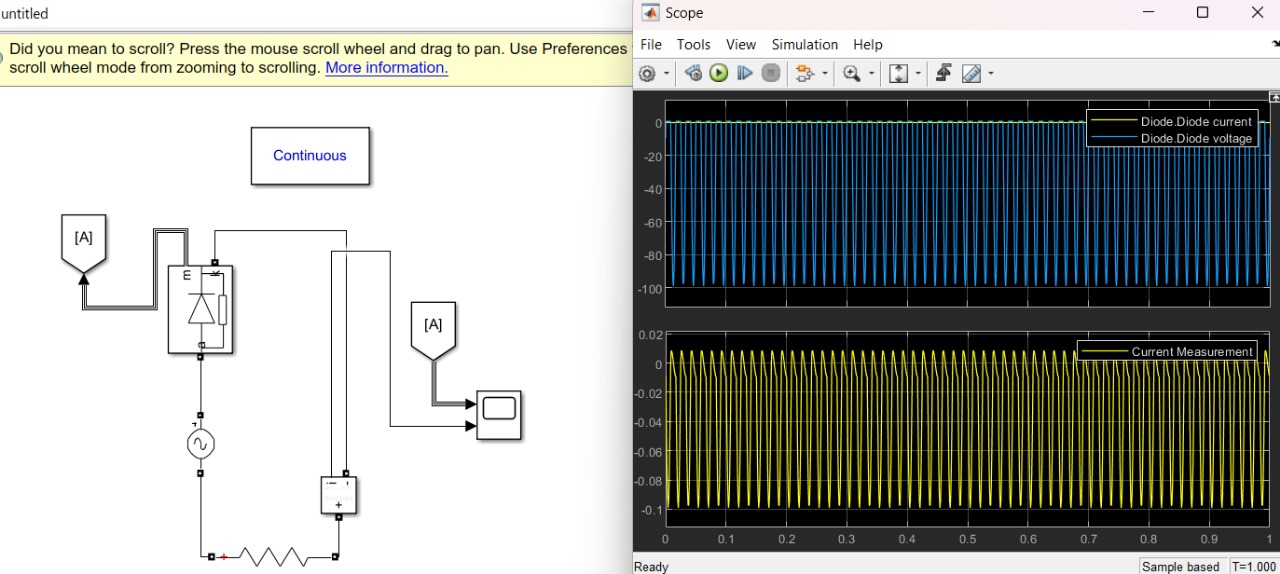 untitled
Did you mean to scroll? Press the mouse scroll wheel and drag to pan. Use Preferences
scroll wheel mode from zooming to scrolling. More information.
Continuous
[A]
m
k
a
+
[A]
i
-
+
+
Scope
File Tools View Simulation Help
Diode.Diode current
Diode.Diode voltage
0
-20
-40
-60
-80
-100
Current Measurement
0.02
0
-0.02
-0.04
-0.06
-0.08
-0.1
0 0.1 0.2 0.3 0.4 0.5 0.6 0.7 0.8 0.9 1
Ready
Sample based T=1.000